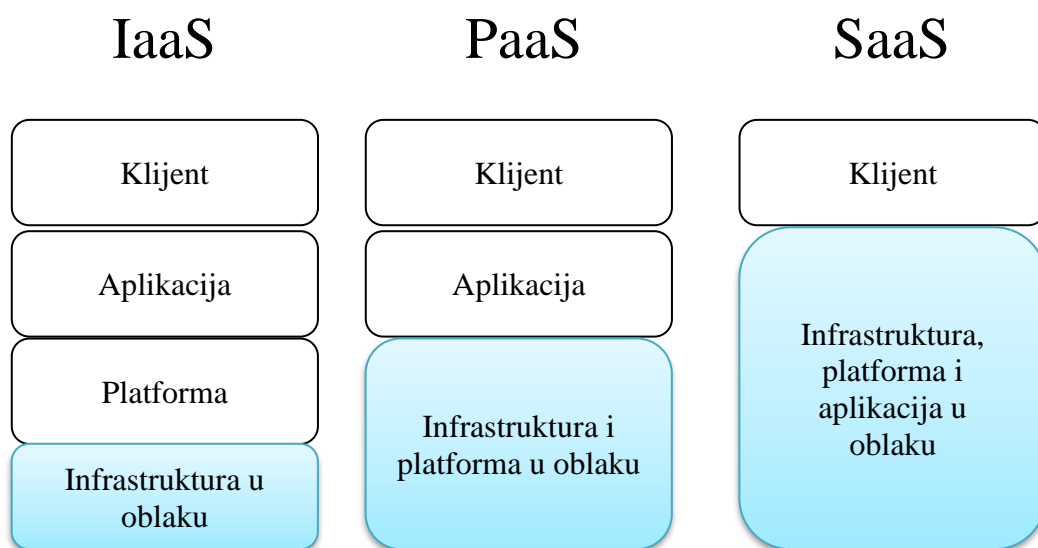 IaaS
PaaS
SaaS
Klijent
Klijent
Klijent
Aplikacija
Aplikacija
Platforma
Infrastruktura u
oblaku
Infrastruktura i
platforma u oblaku
Infrastruktura,
platforma i
aplikacija u
oblaku